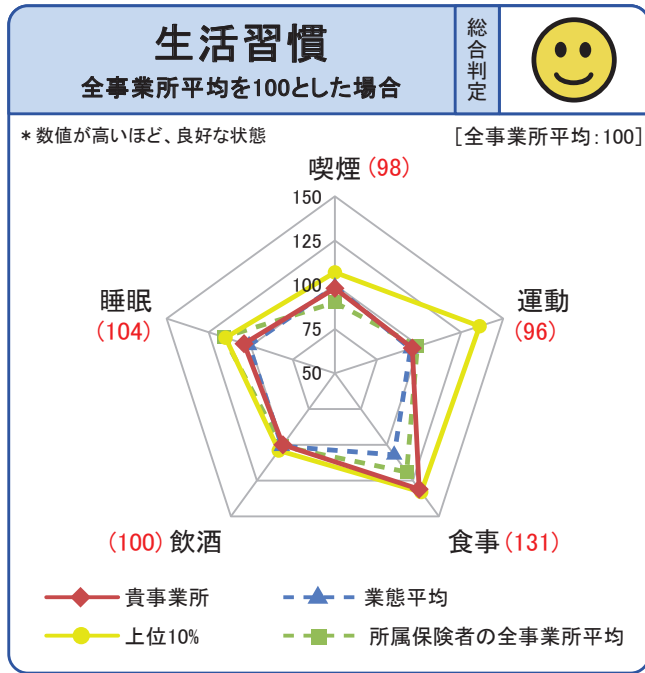 生活習慣
全事業所平均を100とした場合
総合判定
*数値が高いほど、良好な状態
[全事業所平均:100]
喫煙(98)
150
125
100
75
50
運動
(96)
睡眠
(104)
(100)飲酒
食事(131)
貴事業所
業態平均
上位10%
所属保険者の全事業所平均